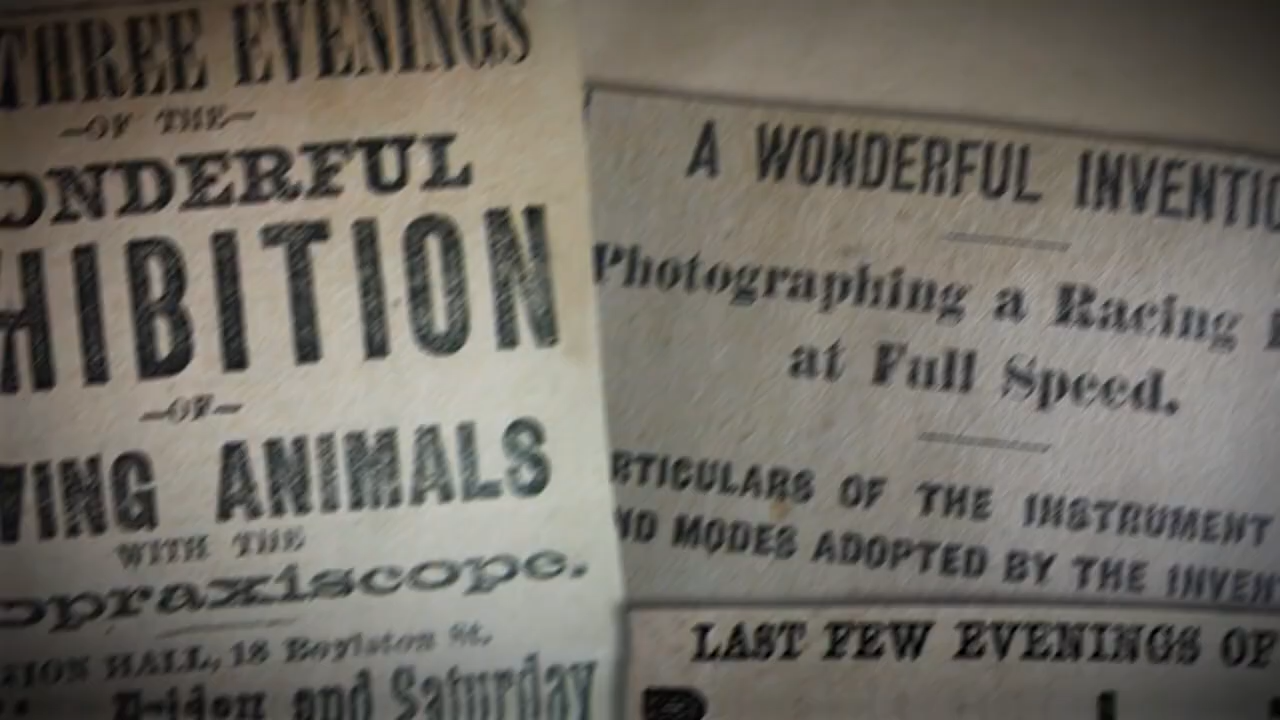 THREE EVENINGS
—OF THE—
ONDERFUL
HIBITION
—OF—
VING ANIMALS
WITH THE
opraxiscope.
TION HALL, 18 Boylston St.
Friday and Saturday
A WONDERFUL INVENTIO
Photographing a Racing
at Full Speed.
RTICULARS OF THE INSTRUMENT
ND MODES ADOPTED BY THE INVEN
LAST FEW EVENINGS OF